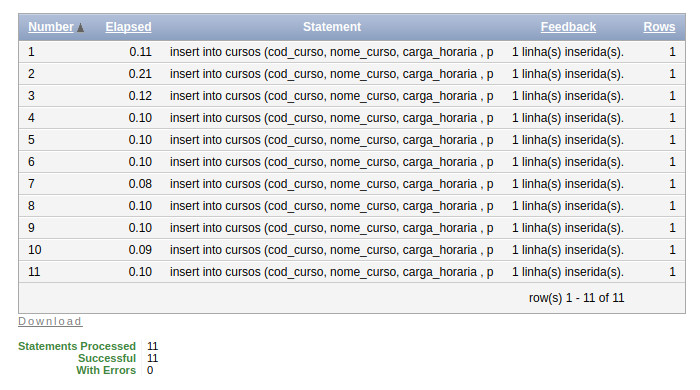 Number Elapsed Statement Feedback Rows
1 0.11 insert into cursos (cod_curso, nome_curso, carga_horaria , p 1 linha(s) inserida(s). 1
2 0.21 insert into cursos (cod_curso, nome_curso, carga_horaria , p 1 linha(s) inserida(s). 1
3 0.12 insert into cursos (cod_curso, nome_curso, carga_horaria , p 1 linha(s) inserida(s). 1
4 0.10 insert into cursos (cod_curso, nome_curso, carga_horaria , p 1 linha(s) inserida(s). 1
5 0.10 insert into cursos (cod_curso, nome_curso, carga_horaria , p 1 linha(s) inserida(s). 1
6 0.10 insert into cursos (cod_curso, nome_curso, carga_horaria , p 1 linha(s) inserida(s). 1
7 0.08 insert into cursos (cod_curso, nome_curso, carga_horaria , p 1 linha(s) inserida(s). 1
8 0.10 insert into cursos (cod_curso, nome_curso, carga_horaria , p 1 linha(s) inserida(s). 1
9 0.10 insert into cursos (cod_curso, nome_curso, carga_horaria , p 1 linha(s) inserida(s). 1
10 0.09 insert into cursos (cod_curso, nome_curso, carga_horaria , p 1 linha(s) inserida(s). 1
11 0.10 insert into cursos (cod_curso, nome_curso, carga_horaria , p 1 linha(s) inserida(s). 1
row(s) 1 - 11 of 11
Download
Statements Processed 11
Successful 11
With Errors 0